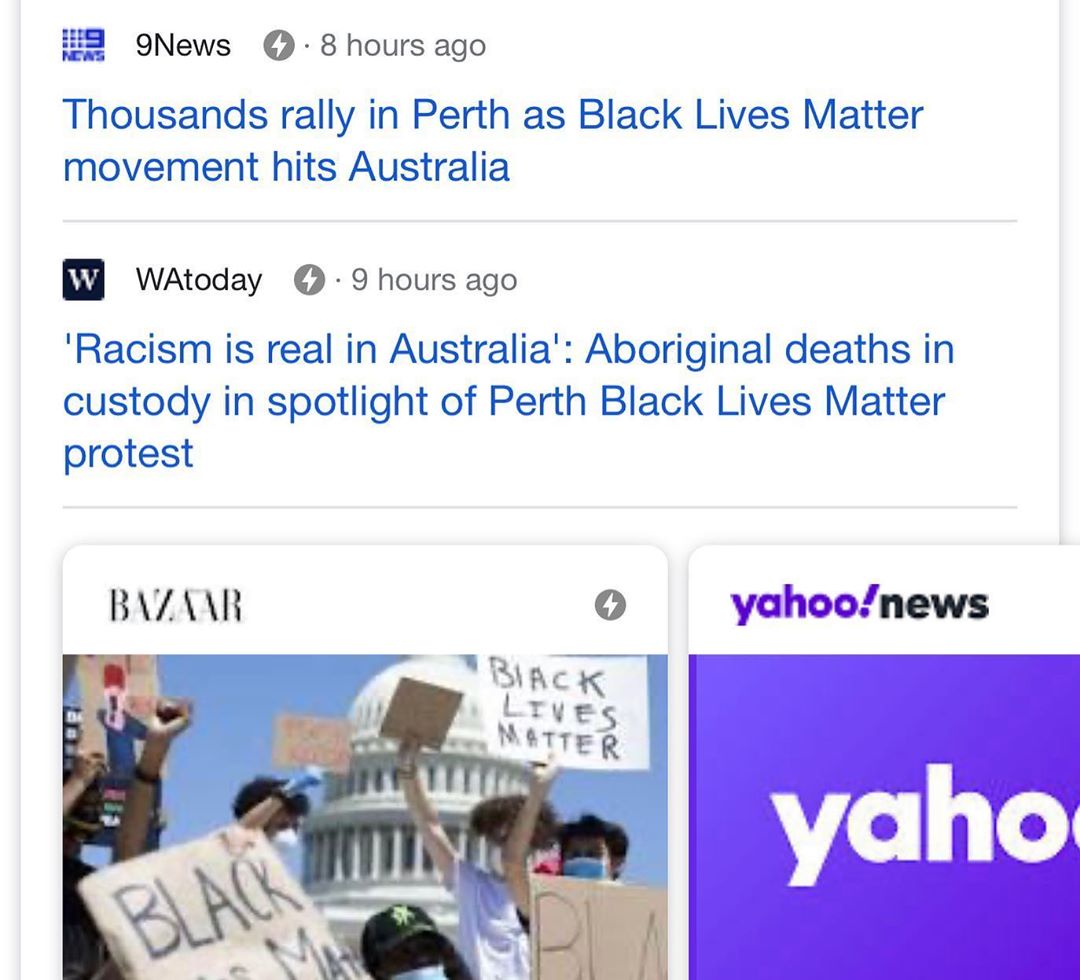 9
NEWS
9News · 8 hours ago
Thousands rally in Perth as Black Lives Matter
movement hits Australia
W
WAtoday · 9 hours ago
'Racism is real in Australia': Aboriginal deaths in
custody in spotlight of Perth Black Lives Matter
protest
BAZAAR
yahoo!news
BLACK
LIVES
MATTER
yaho
BLACK